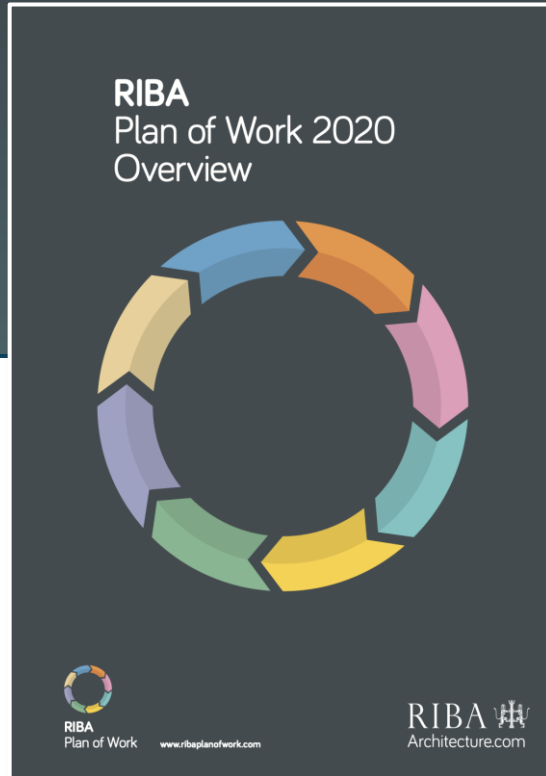 RIBA
Plan of Work 2020
Overview
RIBA
Plan of Work
www.ribaplanofwork.com
RIBA
Architecture.com